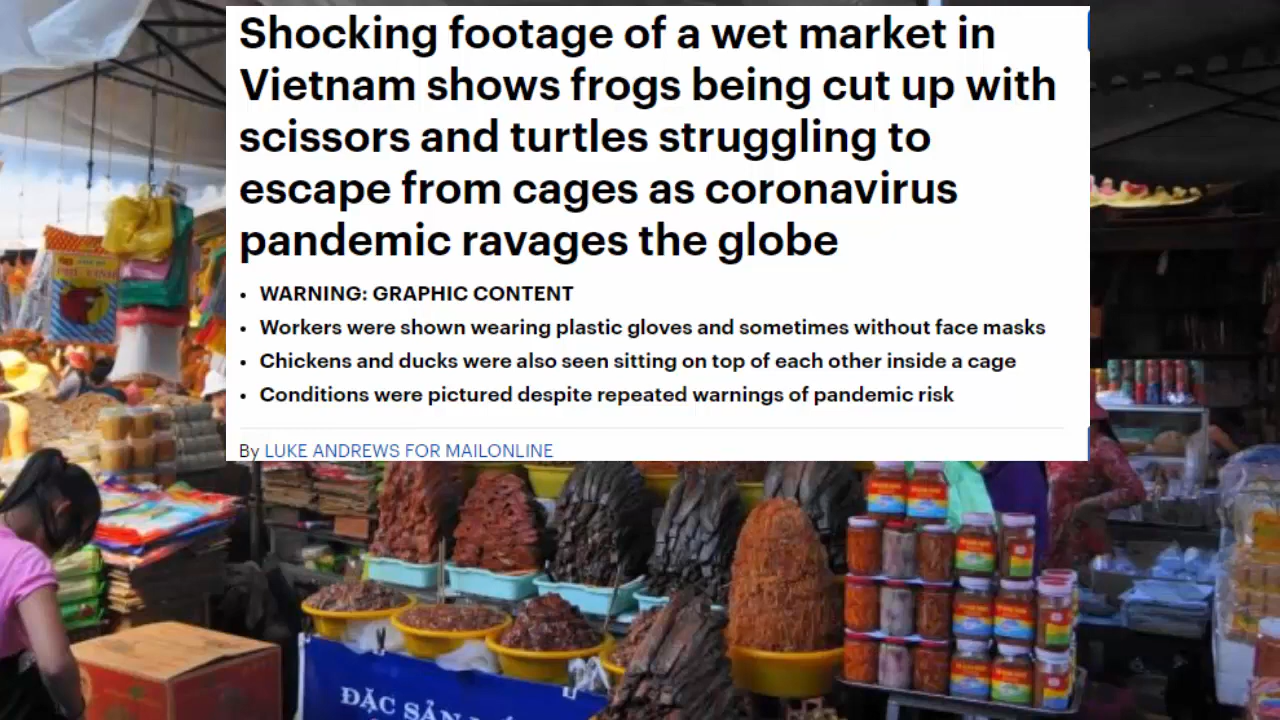 Shocking footage of a wet market in
Vietnam shows frogs being cut up with
scissors and turtles struggling to
escape from cages as coronavirus
pandemic ravages the globe
• WARNING: GRAPHIC CONTENT
• Workers were shown wearing plastic gloves and sometimes without face masks
• Chickens and ducks were also seen sitting on top of each other inside a cage
• Conditions were pictured despite repeated warnings of pandemic risk
By LUKE ANDREWS FOR MAILONLINE
ĐẶC SẢN